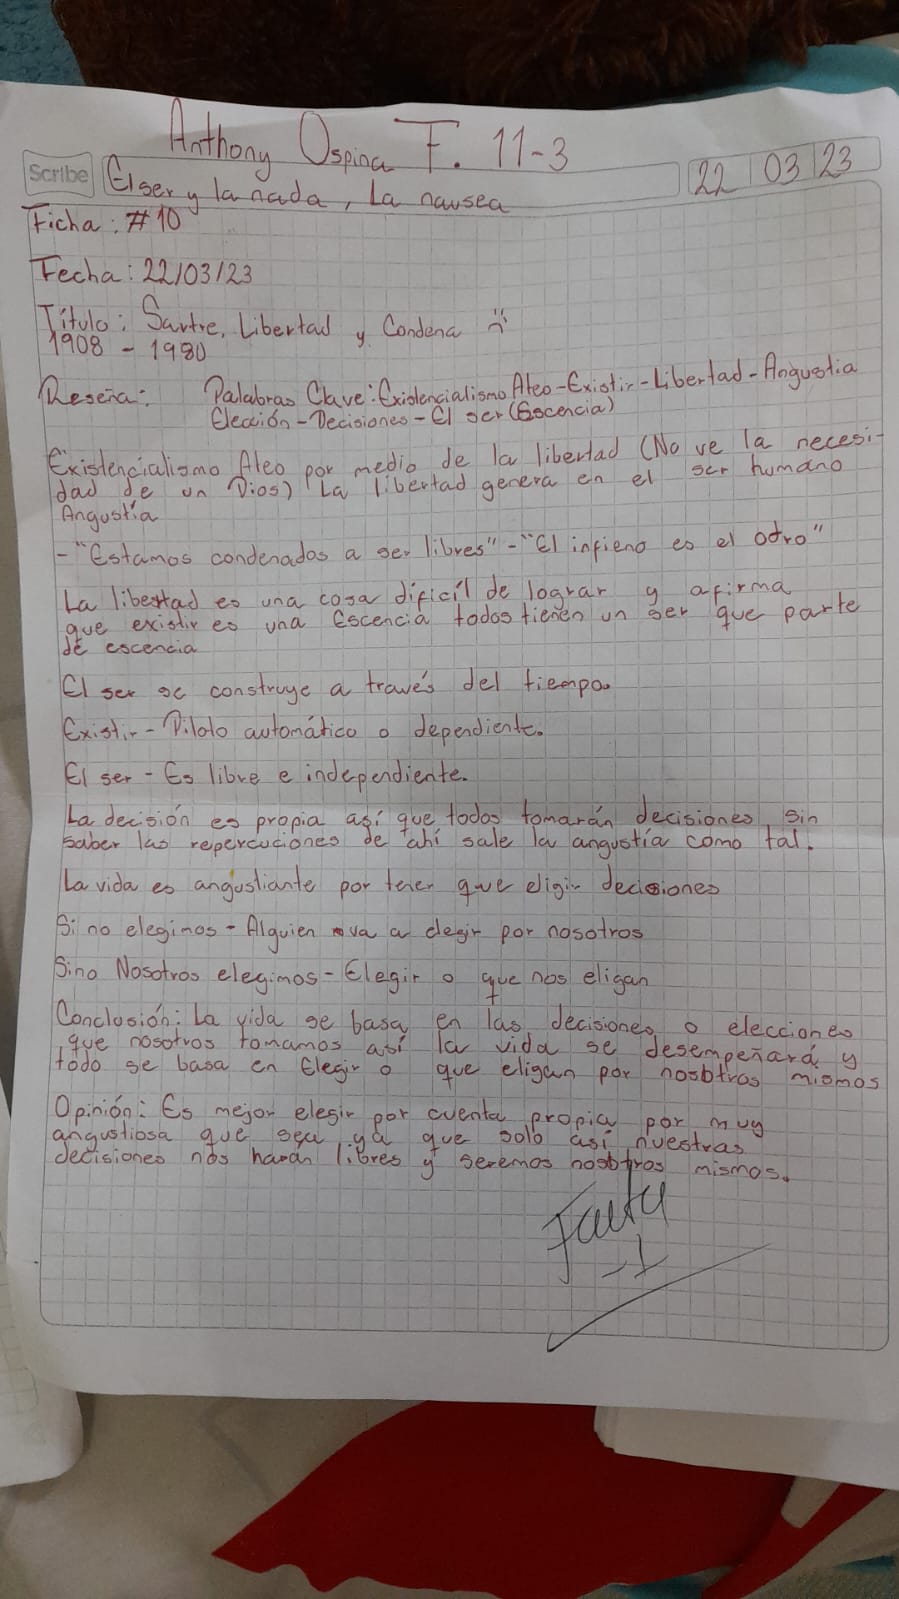 Anthony Ospina F. 11-3
Scribe
El ser y la nada, La nausea
22 03 23
Ficha: #10
Fecha: 22/03/23
Título: Sartre, Libertad y Condena
1908 - 1980
Reseña: Palabras Clave: Existencialismo Ateo-Existir-Libertad-Angustia
Elección-Decisiones-El ser (Escencia)
Existencialismo Ateo por medio de la libertad (No ve la necesi-
dad de un Dios) La libertad genera en el ser humano
Angustía
-"Estamos condenados a ser libres"-"El infieno es el otro"
La libertad es una cosa dificíl de lograr y afirma
que existir es una Escencia todos tienen un ser que parte
de escencia
El ser se construye a través del tiempo.
Existir - Piloto automático o dependiente.
El ser - Es libre e independiente.
La decisión es propia así que todos tomarán decisiones sin
saber las repercuciones de ahí sale la angustía como tal.
La vida es angustiante por tener que eligir decisiones
Si no elegimos - Alguien va a elegir por nosotros
Sino Nosotros elegimos - Elegir o que nos eligan
Conclusión: La vida se basa en las decisiones o elecciones
que nosotros tomamos así la vida se desempeñará y
todo se basa en Elegir o que eligan por nosotros mismos
Opinión: Es mejor elegir por cuenta propia por muy
angustiosa que sea ya que solo así nuestras
decisiones nos harán libres y seremos nosotros mismos.